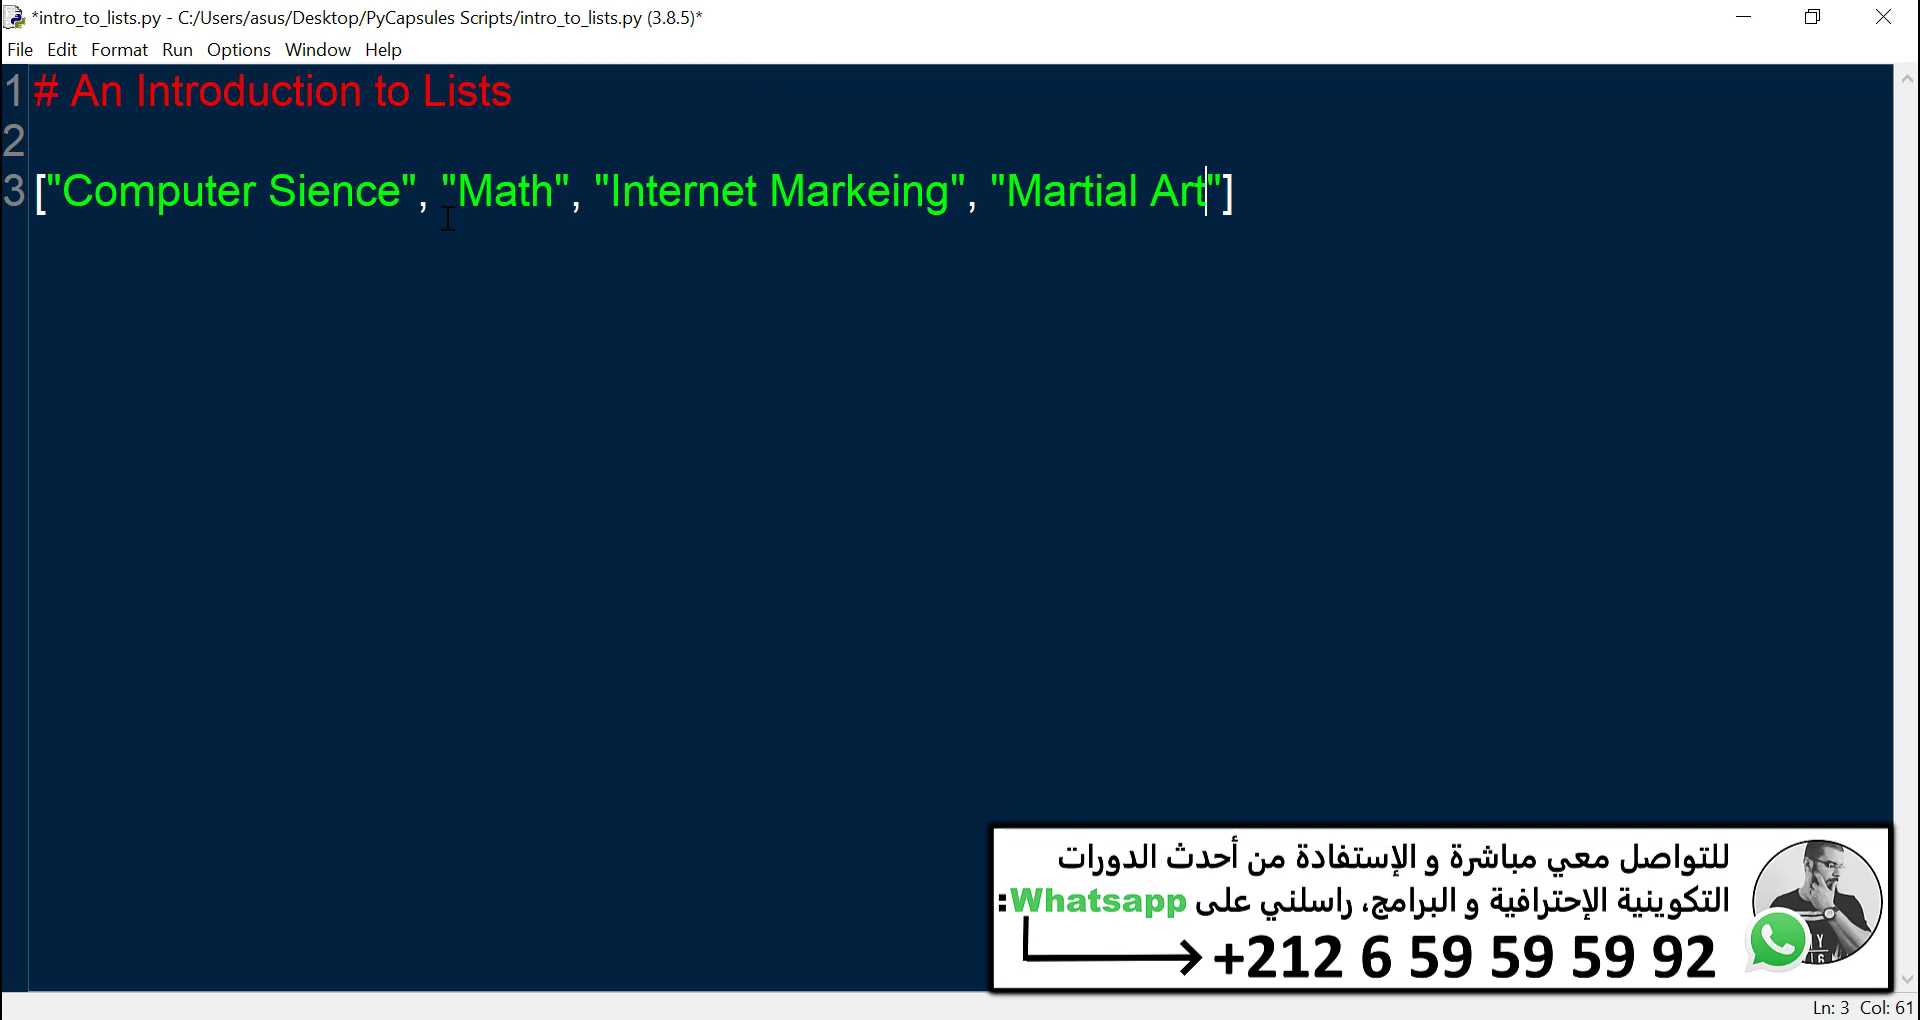 *intro_to_lists.py - C:/Users/asus/Desktop/PyCapsules Scripts/intro_to_lists.py (3.8.5)*
File Edit Format Run Options Window Help
1 # An Introduction to Lists
2
3 ["Computer Sience", "Math", "Internet Markeing", "Martial Art"]
للتواصل معي مباشرة و الإستفادة من أحدث الدورات
التكوينية الإحترافية و البرامج، راسلني على Whatsapp:
+212 6 59 59 59 92
Ln: 3 Col: 61